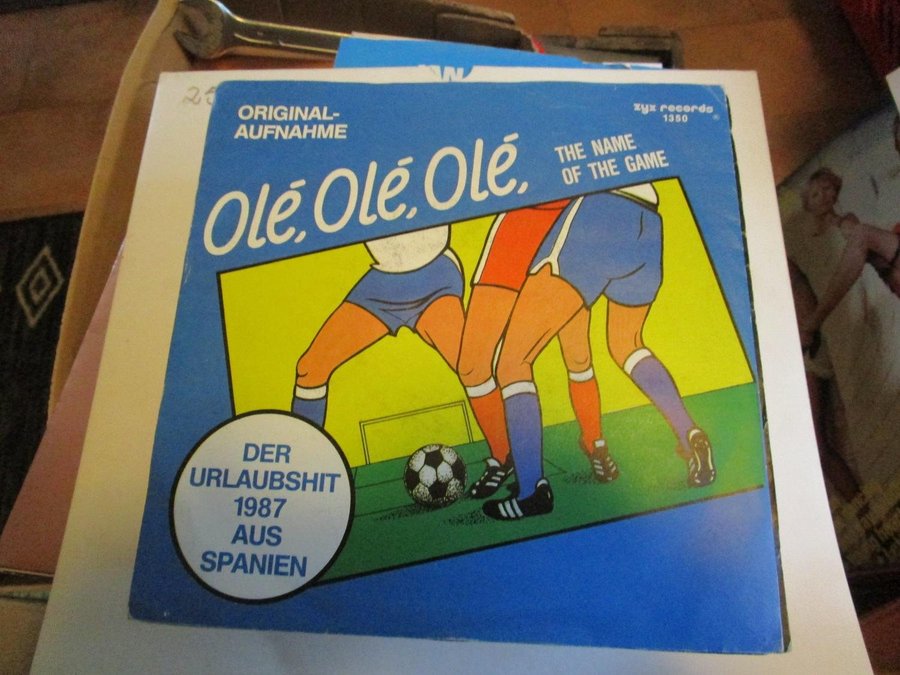 ORIGINAL-
AUFNAHME
zyx records
1350
®
Olé, Olé, Olé,
THE NAME
OF THE GAME
DER
URLAUBSHIT
1987
AUS
SPANIEN